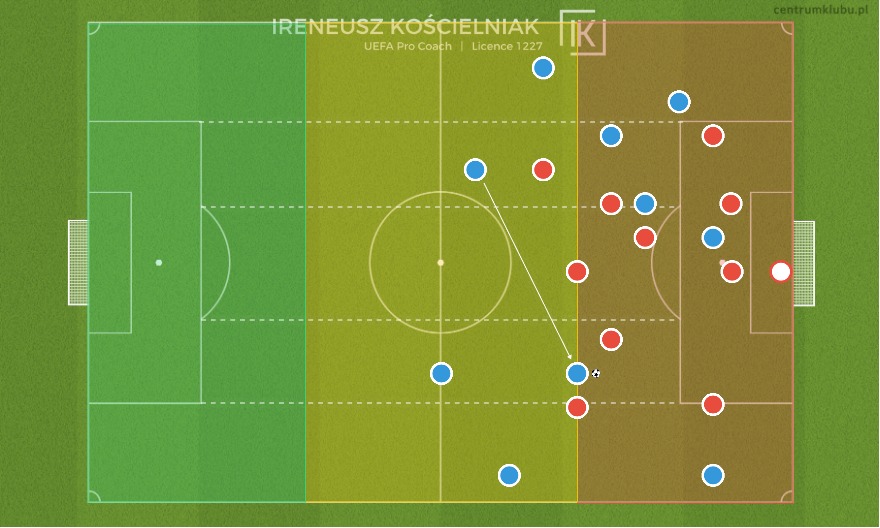 centrumklubu.pl
IRENEUSZ KOŚCIELNIAK
UEFA Pro Coach | Licence 1227
IK